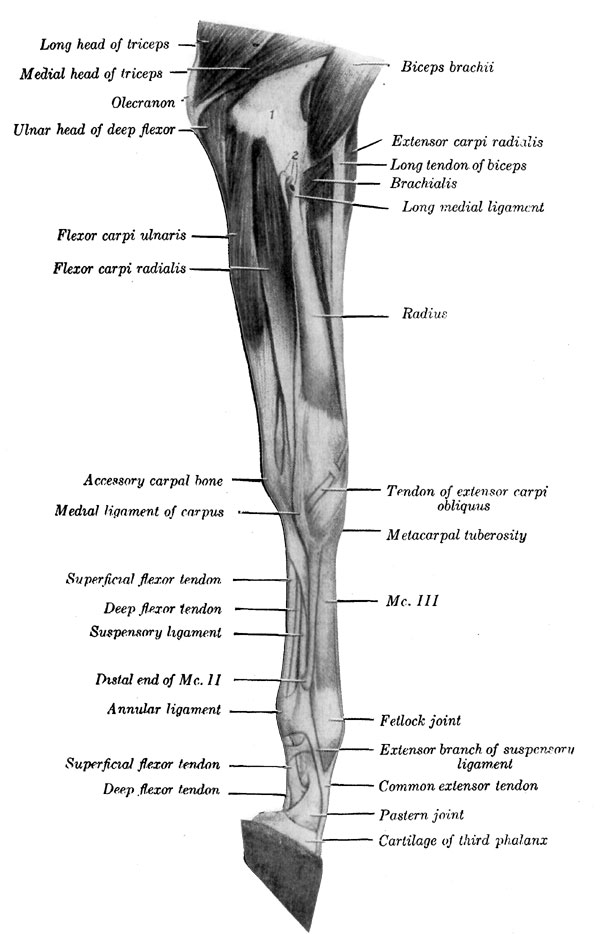 Long head of triceps
Medial head of triceps
Olecranon
Ulnar head of deep flexor
Flexor carpi ulnaris
Flexor carpi radialis
Accessory carpal bone
Medial ligament of carpus
Superficial flexor tendon
Deep flexor tendon
Suspensory ligament
Distal end of Mc. II
Annular ligament
Superficial flexor tendon
Deep flexor tendon
1
2
Biceps brachii
Extensor carpi radialis
Long tendon of biceps
Brachialis
Long medial ligament
Radius
Tendon of extensor carpi
obliquus
Metacarpal tuberosity
Mc. III
Fetlock joint
Extensor branch of suspensory
ligament
Common extensor tendon
Pastern joint
Cartilage of third phalanx